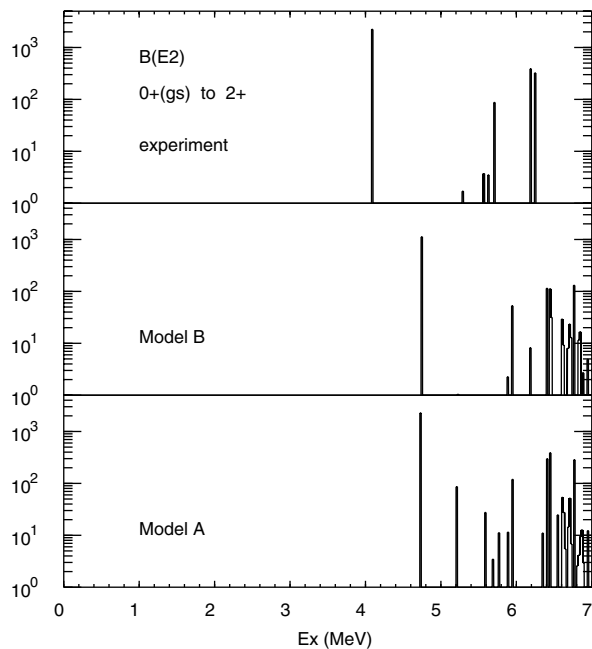 10³
B(E2)
10²
0+(gs) to 2+
10¹
experiment
10⁰
10³
10²
10¹
Model B
10⁰
10³
10²
10¹
Model A
10⁰
0 1 2 3 4 5 6 7
Ex (MeV)